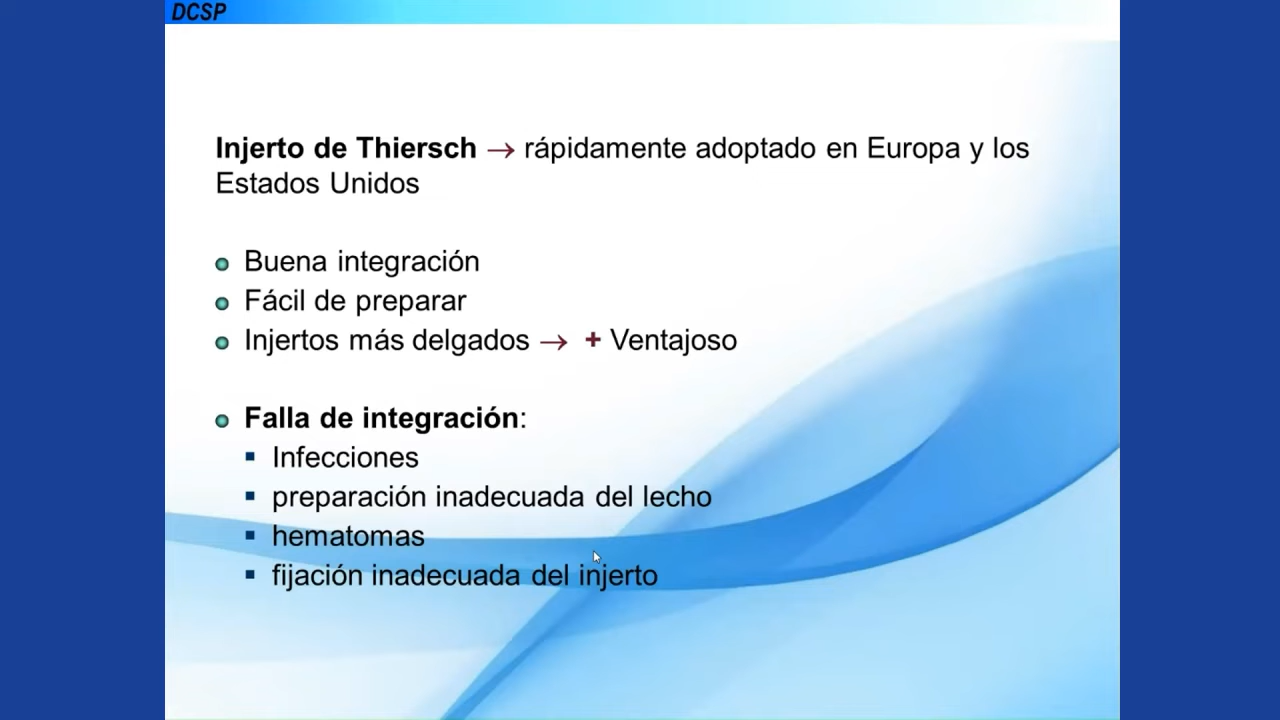 DCSP
Injerto de Thiersch → rápidamente adoptado en Europa y los
Estados Unidos
Buena integración
Fácil de preparar
Injertos más delgados → + Ventajoso
Falla de integración:
Infecciones
preparación inadecuada del lecho
hematomas
fijación inadecuada del injerto